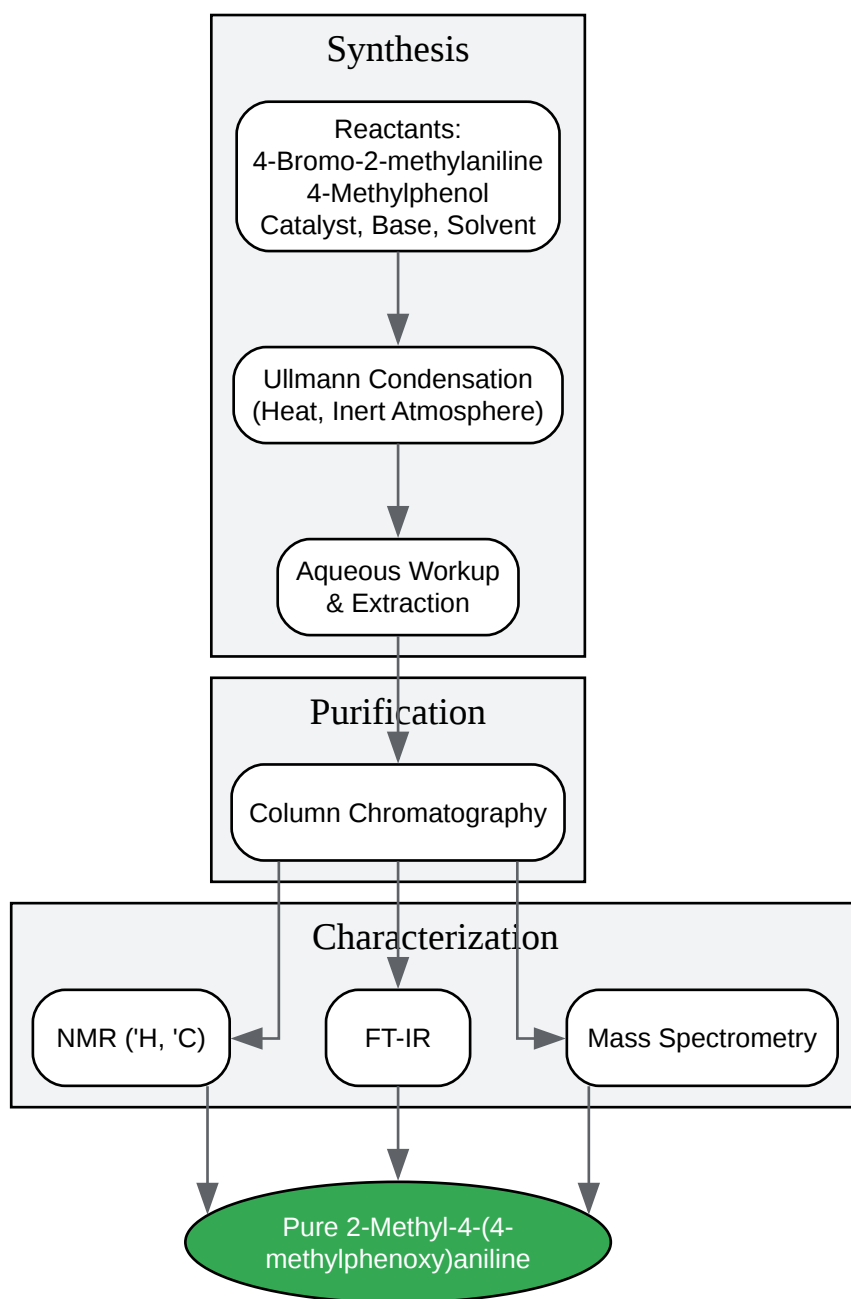 Synthesis
Reactants:
4-Bromo-2-methylaniline
4-Methylphenol
Catalyst, Base, Solvent
Ullmann Condensation
(Heat, Inert Atmosphere)
Aqueous Workup
& Extraction
Purification
Column Chromatography
Characterization
NMR ('H, 'C)
FT-IR
Mass Spectrometry
Pure 2-Methyl-4-(4-
methylphenoxy)aniline